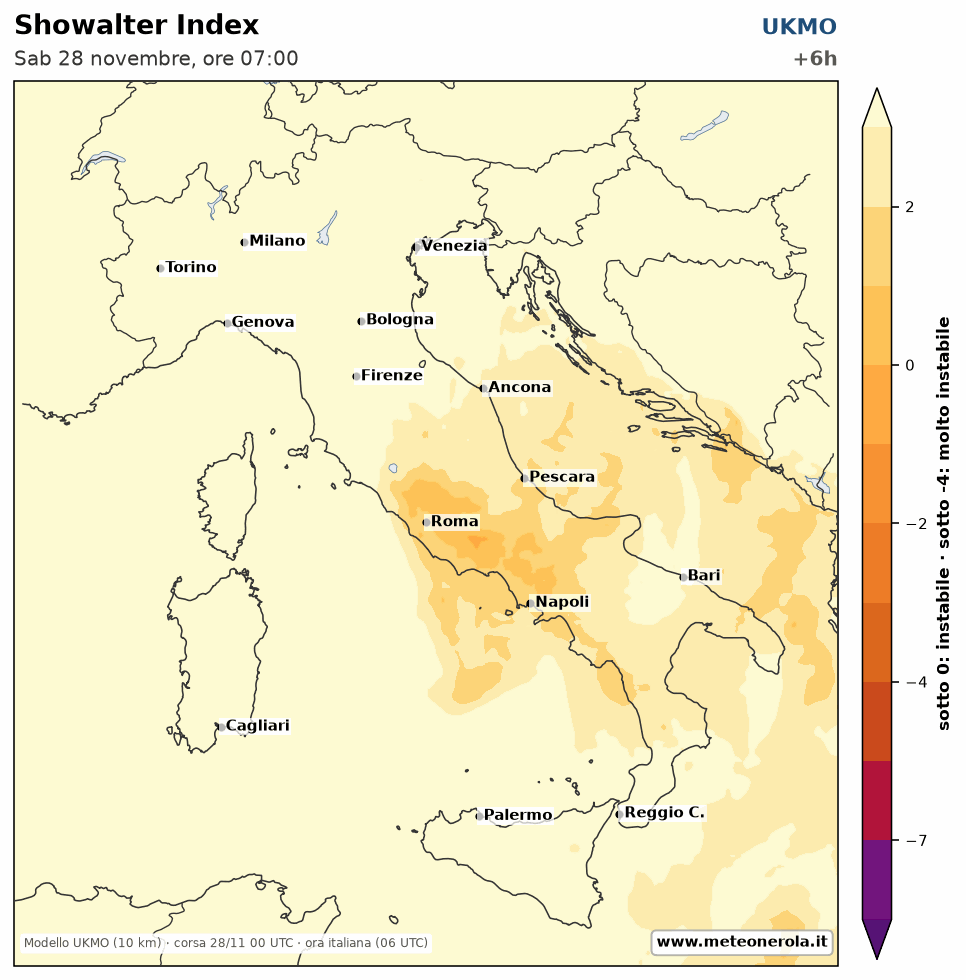 Showalter Index
UKMO
Sab 28 novembre, ore 07:00
+6h
Milano
Venezia
Torino
Genova
Bologna
Firenze
Ancona
Pescara
Roma
Bari
Napoli
Cagliari
Palermo
Reggio C.
2
0
−2
−4
−7
sotto 0: instabile · sotto -4: molto instabile
Modello UKMO (10 km) · corsa 28/11 00 UTC · ora italiana (06 UTC)
www.meteonerola.it